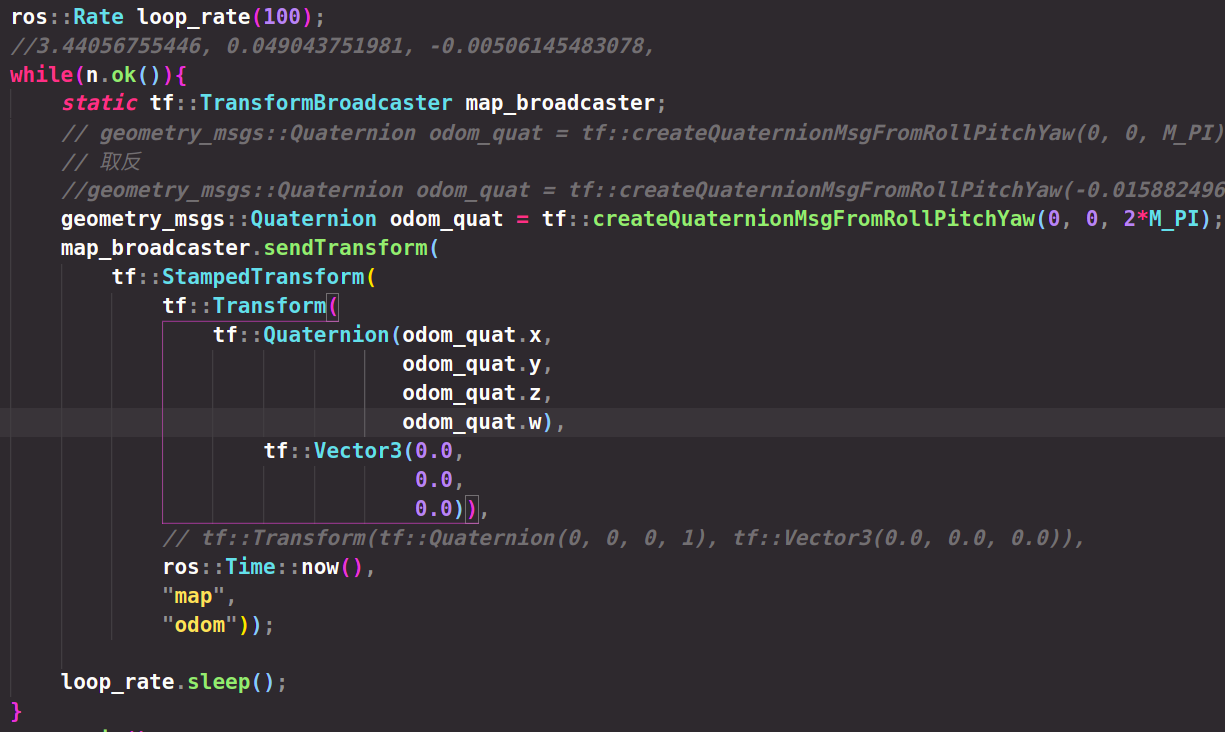 ros::Rate loop_rate(100);
//3.44056755446, 0.049043751981, -0.00506145483078,
while(n.ok()){
static tf::TransformBroadcaster map_broadcaster;
// geometry_msgs::Quaternion odom_quat = tf::createQuaternionMsgFromRollPitchYaw(0, 0, M_PI)
// 取反
//geometry_msgs::Quaternion odom_quat = tf::createQuaternionMsgFromRollPitchYaw(-0.015882496
geometry_msgs::Quaternion odom_quat = tf::createQuaternionMsgFromRollPitchYaw(0, 0, 2*M_PI);
map_broadcaster.sendTransform(
tf::StampedTransform(
tf::Transform(
tf::Quaternion(odom_quat.x,
odom_quat.y,
odom_quat.z,
odom_quat.w),
tf::Vector3(0.0,
0.0,
0.0)),
// tf::Transform(tf::Quaternion(0, 0, 0, 1), tf::Vector3(0.0, 0.0, 0.0)),
ros::Time::now(),
"map",
"odom"));
loop_rate.sleep();
}